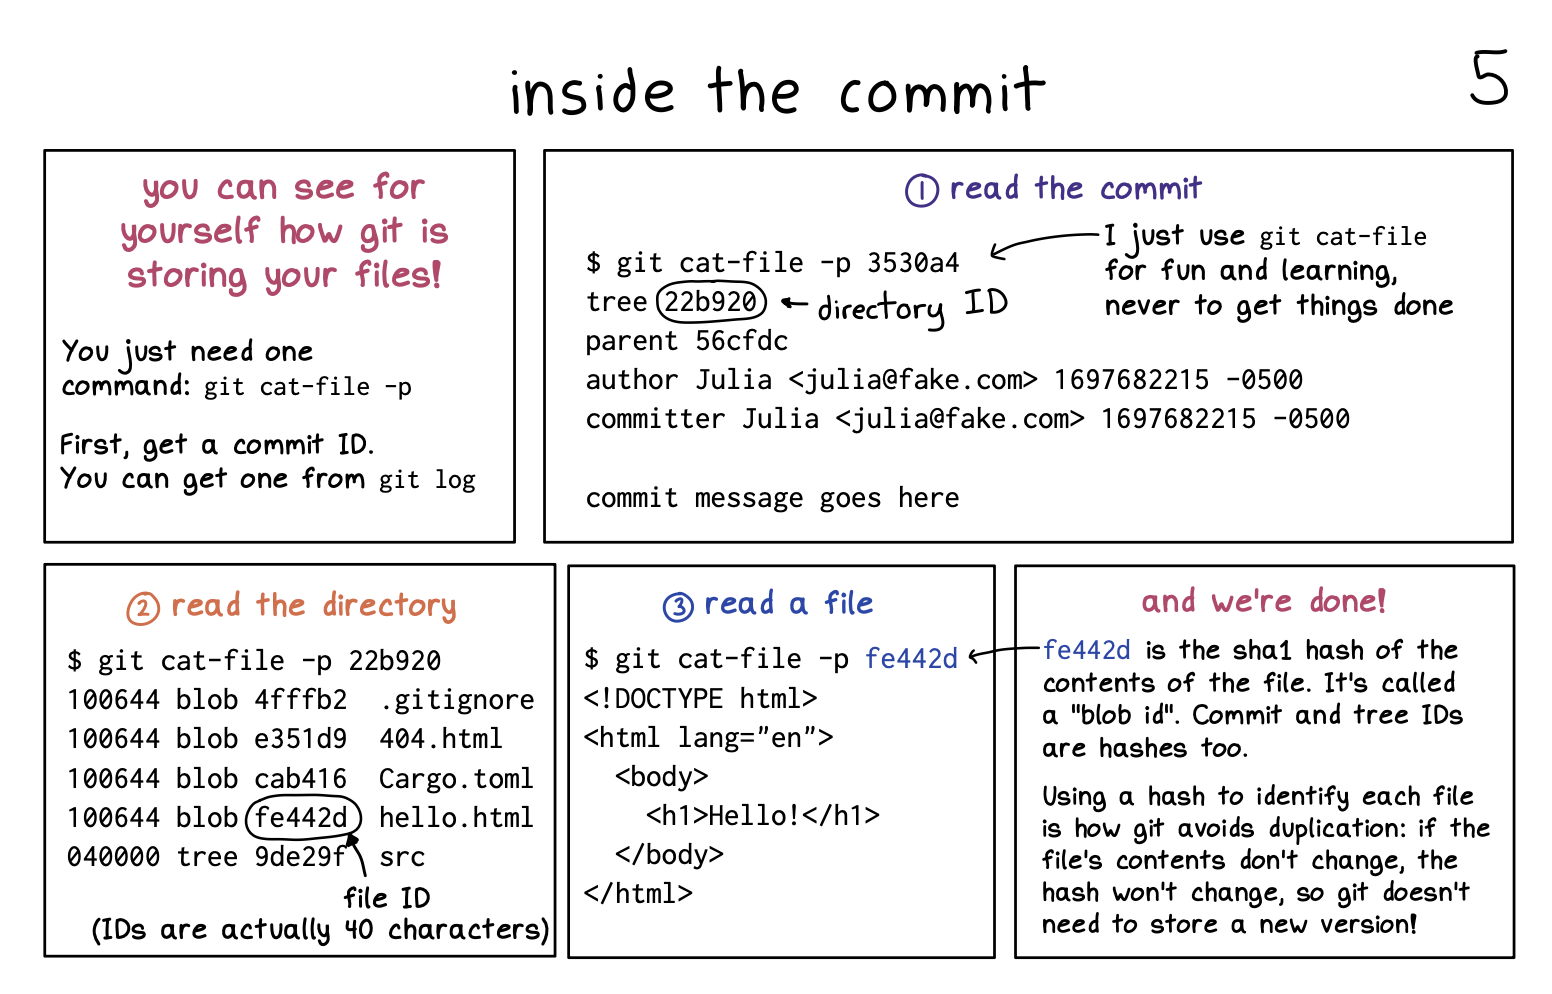 inside the commit
5
you can see for
yourself how git is
storing your files!
You just need one
command: git cat-file -p
First, get a commit ID.
You can get one from git log
① read the commit
$ git cat-file -p 3530a4
I just use git cat-file
for fun and learning,
never to get things done
tree 22b920
directory ID
parent 56cfdc
author Julia <julia@fake.com> 1697682215 -0500
committer Julia <julia@fake.com> 1697682215 -0500
commit message goes here
② read the directory
$ git cat-file -p 22b920
100644 blob 4fffb2  .gitignore
100644 blob e351d9  404.html
100644 blob cab416  Cargo.toml
100644 blob fe442d  hello.html
040000 tree 9de29f  src
file ID
(IDs are actually 40 characters)
③ read a file
$ git cat-file -p fe442d
<!DOCTYPE html>
<html lang="en">
  <body>
    <h1>Hello!</h1>
  </body>
</html>
and we're done!
fe442d is the sha1 hash of the
contents of the file. It's called
a "blob id". Commit and tree IDs
are hashes too.
Using a hash to identify each file
is how git avoids duplication: if the
file's contents don't change, the
hash won't change, so git doesn't
need to store a new version!